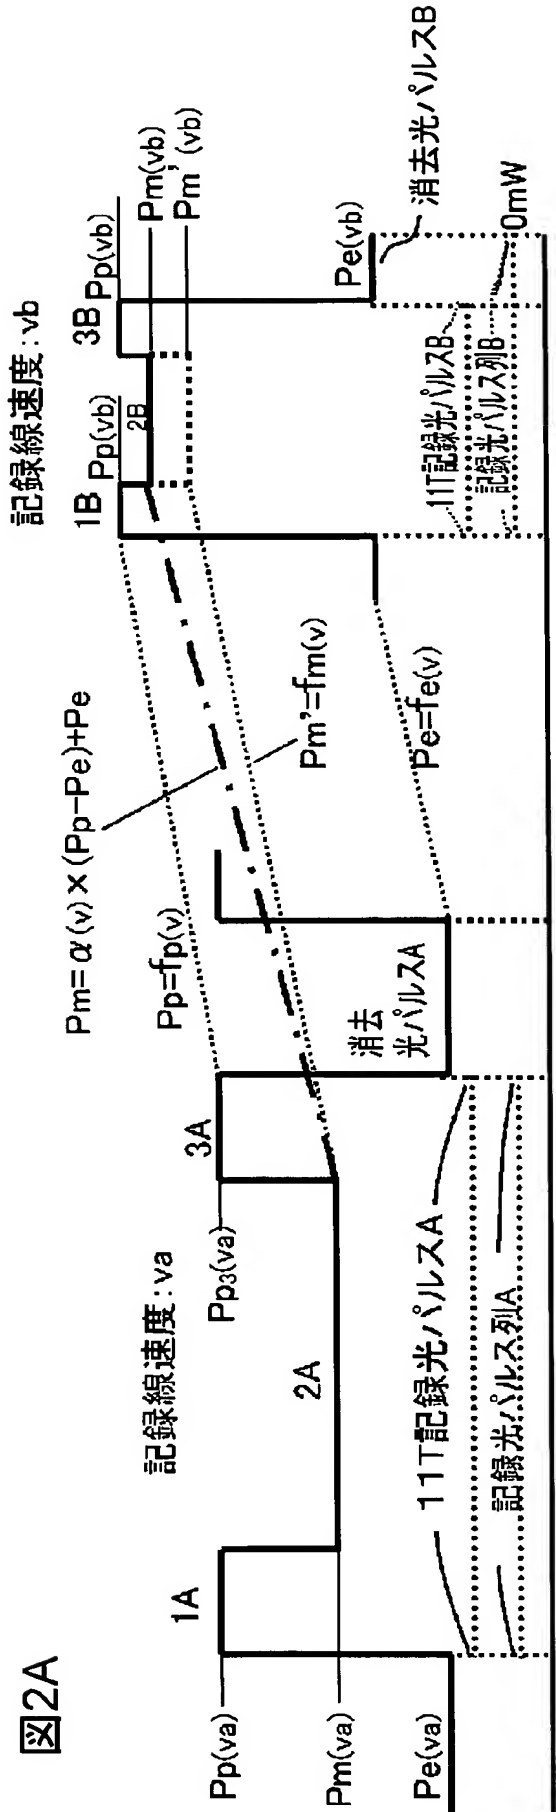 図2A
記録線速度:va
記録線速度:vb
1A
3A
2A
Pp(va)
Pp3(va)
Pm(va)
Pe(va)
11T記録光パルスA
記録光パルス列A
消去
光パルスA
Pp=fp(v)
Pm=α(v)×(Pp-Pe)+Pe
Pm'=fm(v)
Pe=fe(v)
1B
Pp(vb)
2B
3B
Pp(vb)
Pm(vb)
Pm'(vb)
Pe(vb)
消去光パルスB
11T記録光パルスB
記録光パルス列B
0mW